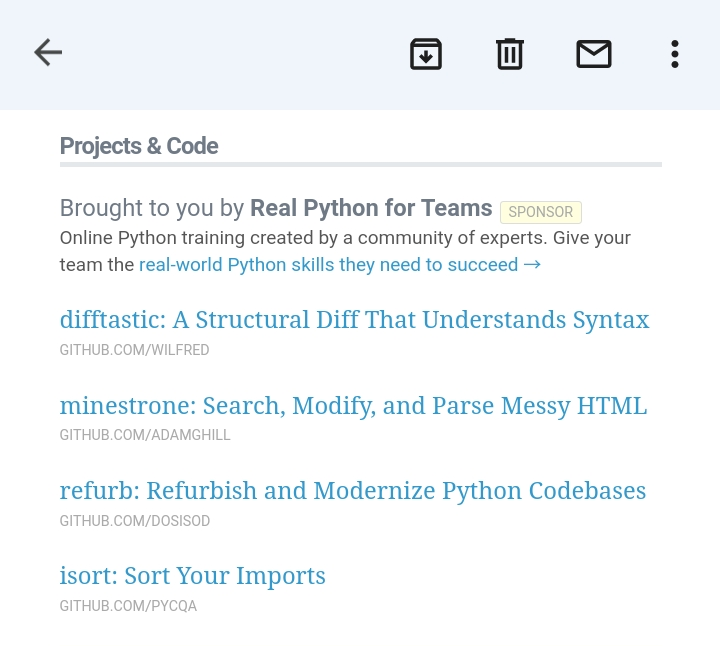 Projects & Code
Brought to you by Real Python for Teams SPONSOR
Online Python training created by a community of experts. Give your
team the real-world Python skills they need to succeed →
difftastic: A Structural Diff That Understands Syntax
GITHUB.COM/WILFRED
minestrone: Search, Modify, and Parse Messy HTML
GITHUB.COM/ADAMGHILL
refurb: Refurbish and Modernize Python Codebases
GITHUB.COM/DOSISOD
isort: Sort Your Imports
GITHUB.COM/PYCQA